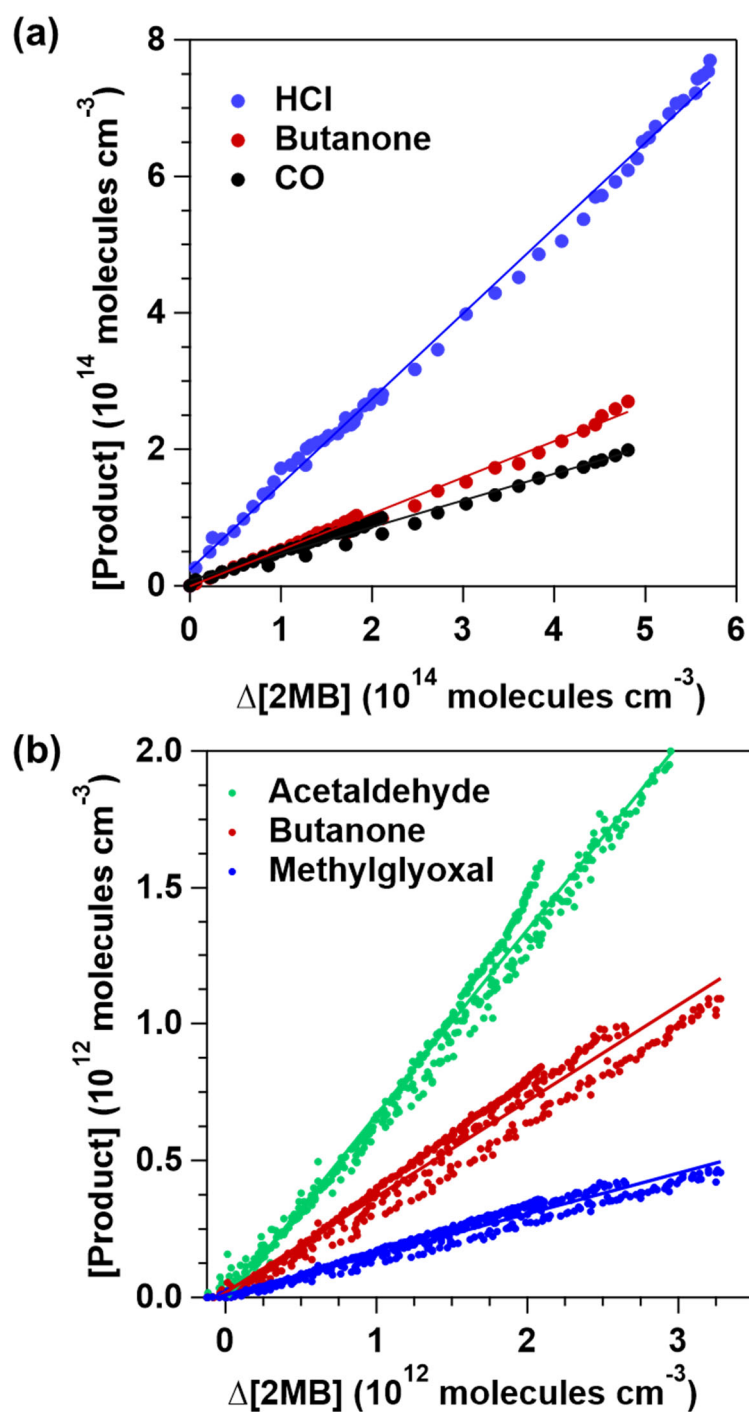 (a)
8
6
4
2
0
[Product] (10^14 molecules cm^-3)
HCl
Butanone
CO
0 1 2 3 4 5 6
Δ[2MB] (10^14 molecules cm^-3)
(b)
2.0
1.5
1.0
0.5
0.0
[Product] (10^12 molecules cm^-3)
Acetaldehyde
Butanone
Methylglyoxal
0 1 2 3
Δ[2MB] (10^12 molecules cm^-3)